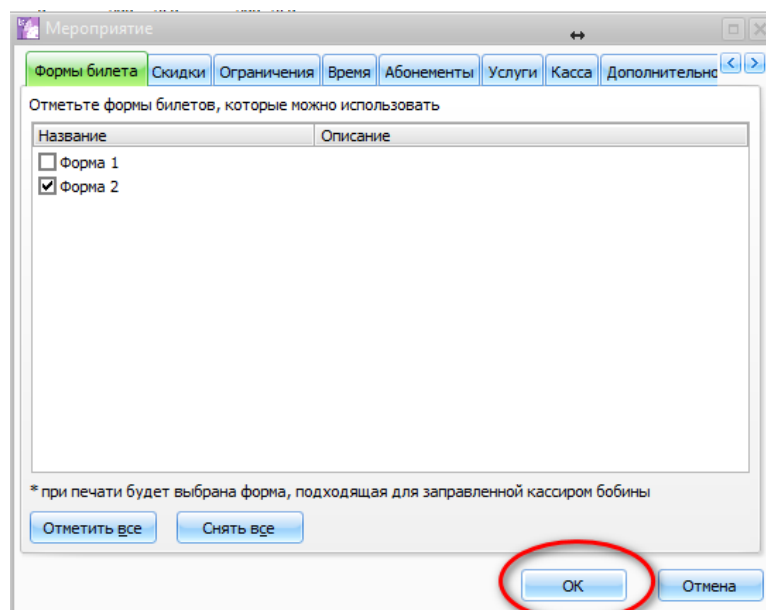 Мероприятие
Формы билета Скидки Ограничения Время Абонементы Услуги Касса Дополнительно
Отметьте формы билетов, которые можно использовать
Название Описание
Форма 1
Форма 2
* при печати будет выбрана форма, подходящая для заправленной кассиром бобины
Отметить все Снять все
ОК Отмена